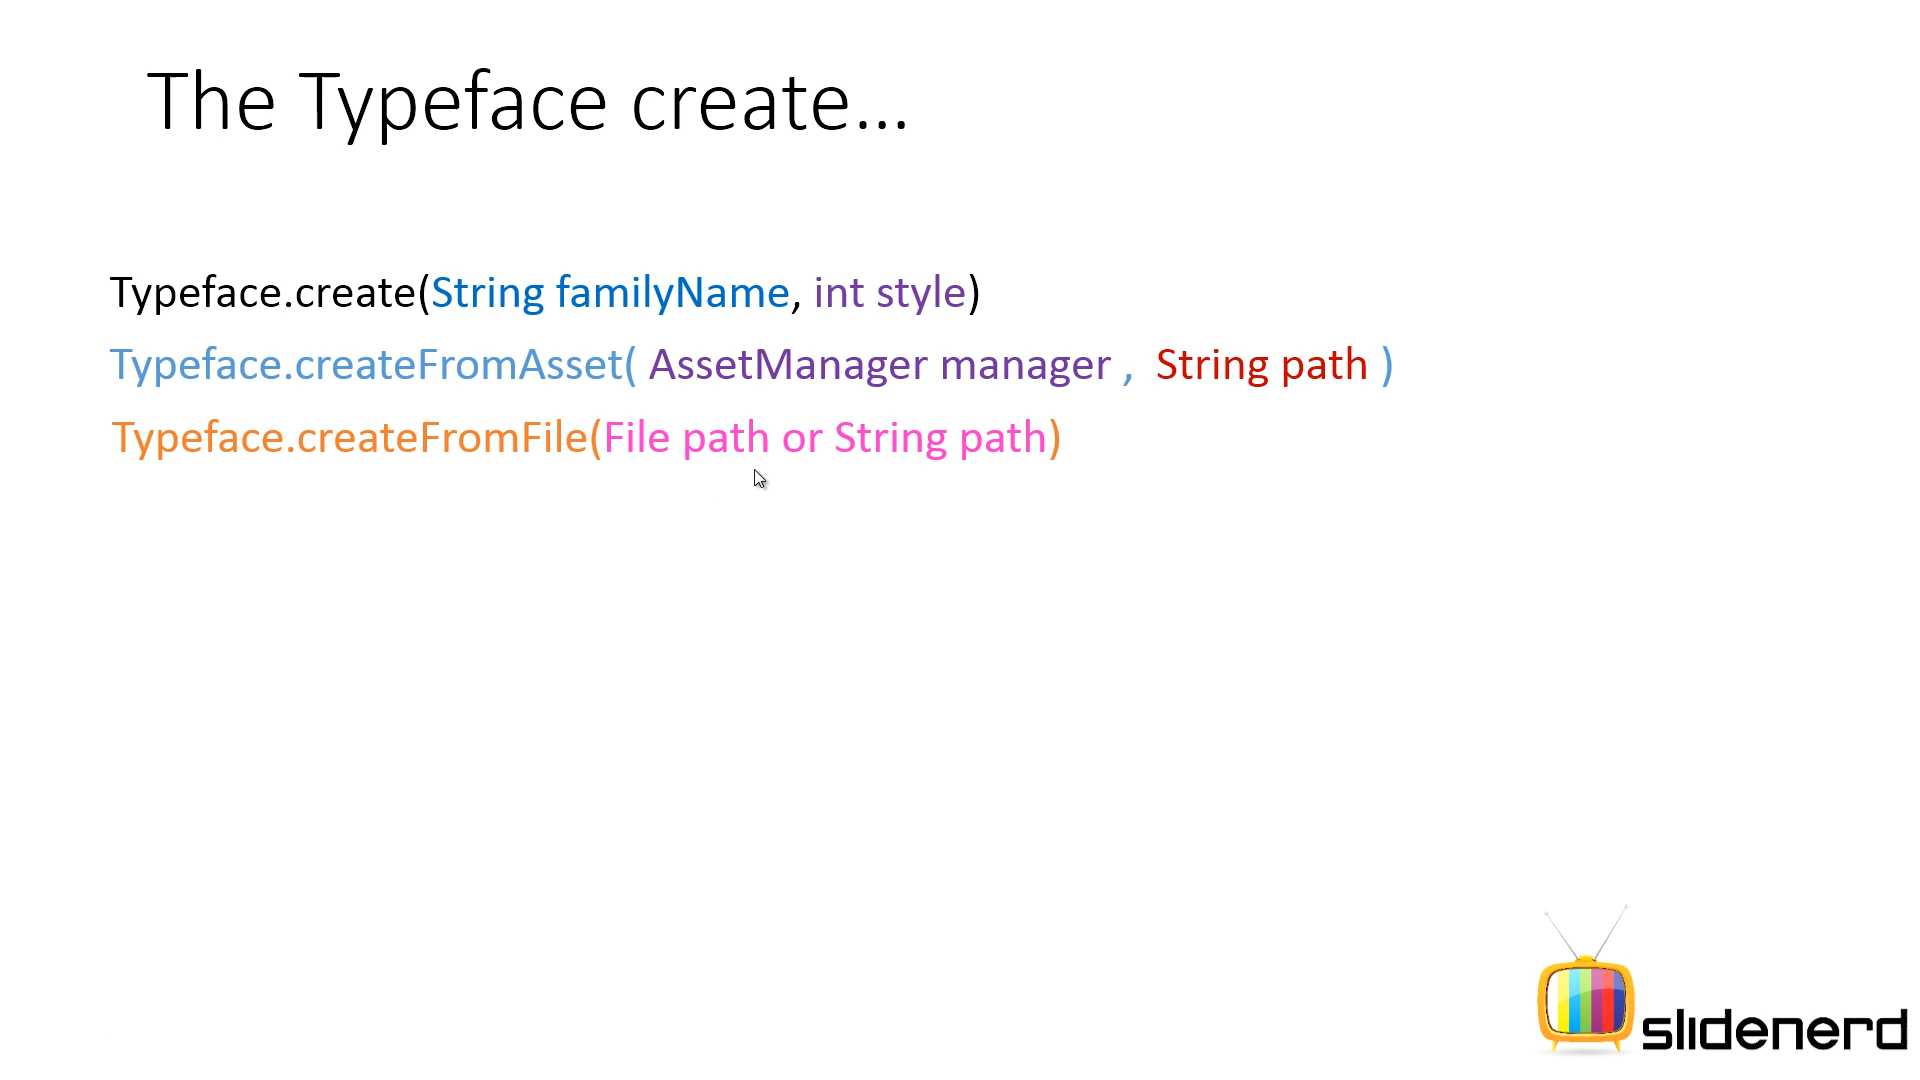 The Typeface create...
Typeface.create(String familyName, int style)
Typeface.createFromAsset( AssetManager manager , String path )
Typeface.createFromFile(File path or String path)
slidenerd